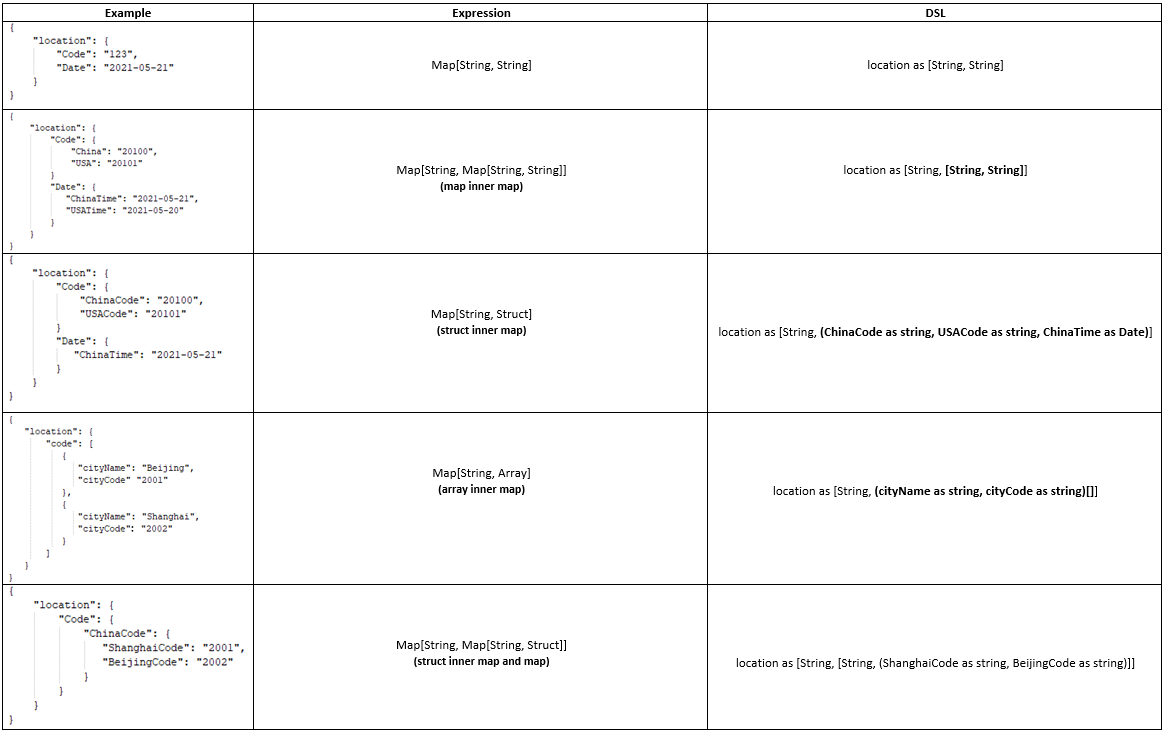 Example Expression DSL
{
"location": {
"Code": "123",
"Date": "2021-05-21"
}
}
Map[String, String]
location as [String, String]
{
"location": {
"Code": {
"China": "20100",
"USA": "20101"
}
"Date": {
"ChinaTime": "2021-05-21",
"USATime": "2021-05-20"
}
}
}
Map[String, Map[String, String]]
(map inner map)
location as [String, [String, String]]
{
"location": {
"Code": {
"ChinaCode": "20100",
"USACode": "20101"
}
"Date": {
"ChinaTime": "2021-05-21"
}
}
}
Map[String, Struct]
(struct inner map)
location as [String, (ChinaCode as string, USACode as string, ChinaTime as Date)]
{
"location": {
"code": [
{
"cityName": "Beijing",
"cityCode" "2001"
},
{
"cityName": "Shanghai",
"cityCode": "2002"
}
]
}
}
Map[String, Array]
(array inner map)
location as [String, (cityName as string, cityCode as string)[]]
{
"location": {
"Code": {
"ChinaCode": {
"ShanghaiCode": "2001",
"BeijingCode": "2002"
}
}
}
}
Map[String, Map[String, Struct]]
(struct inner map and map)
location as [String, [String, (ShanghaiCode as string, BeijingCode as string)]]